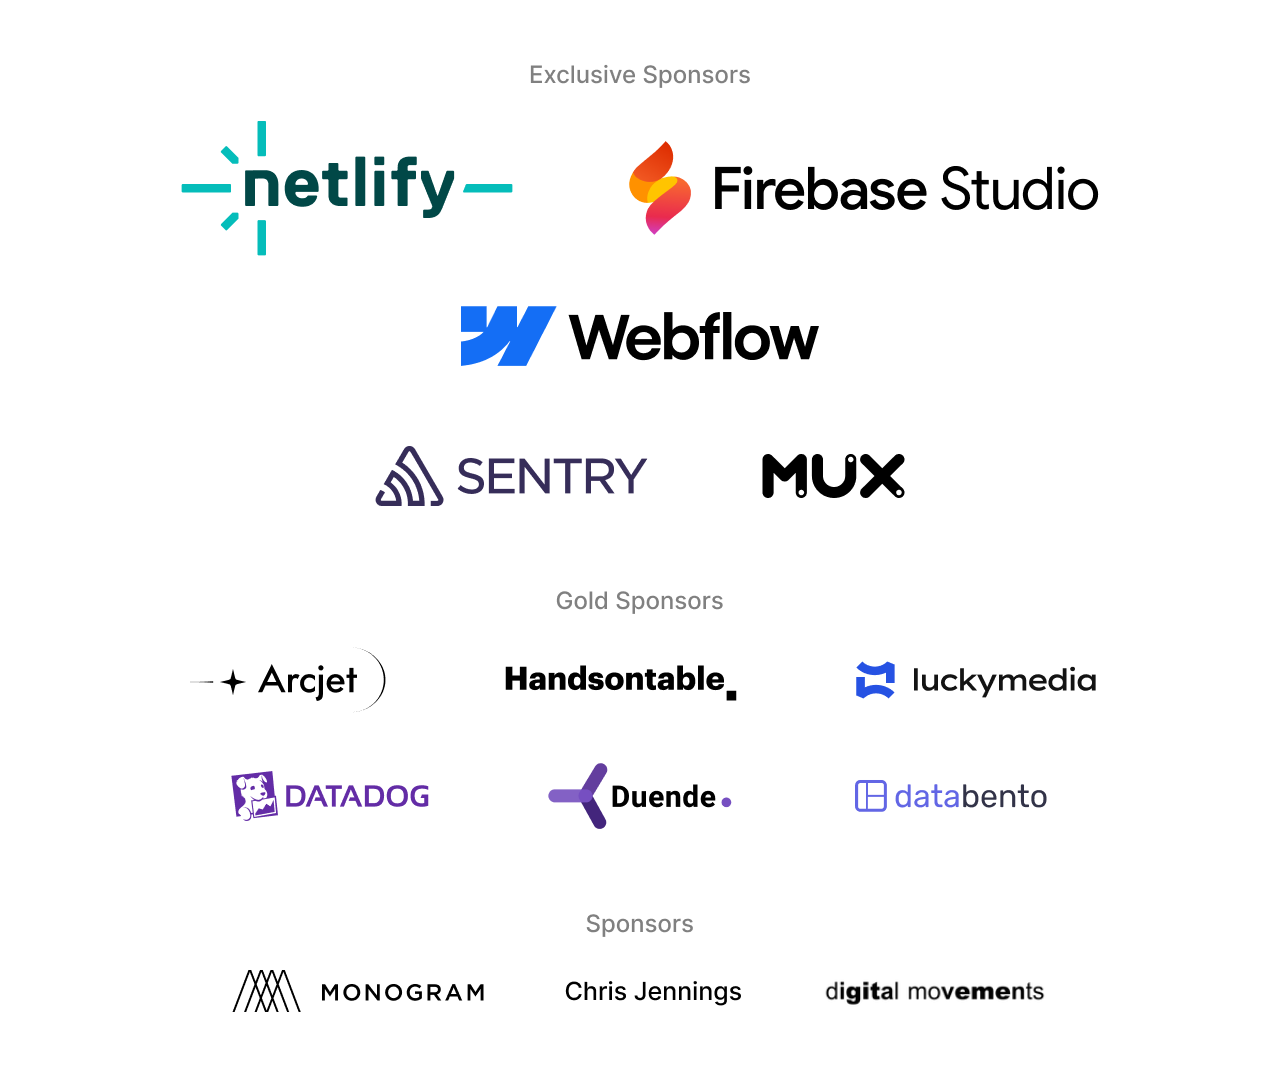 Exclusive Sponsors
netlify
Firebase Studio
Webflow
SENTRY
MUX
Gold Sponsors
Arcjet
Handsontable.
luckymedia
DATADOG
Duende
databento
Sponsors
MONOGRAM
Chris Jennings
digital movements